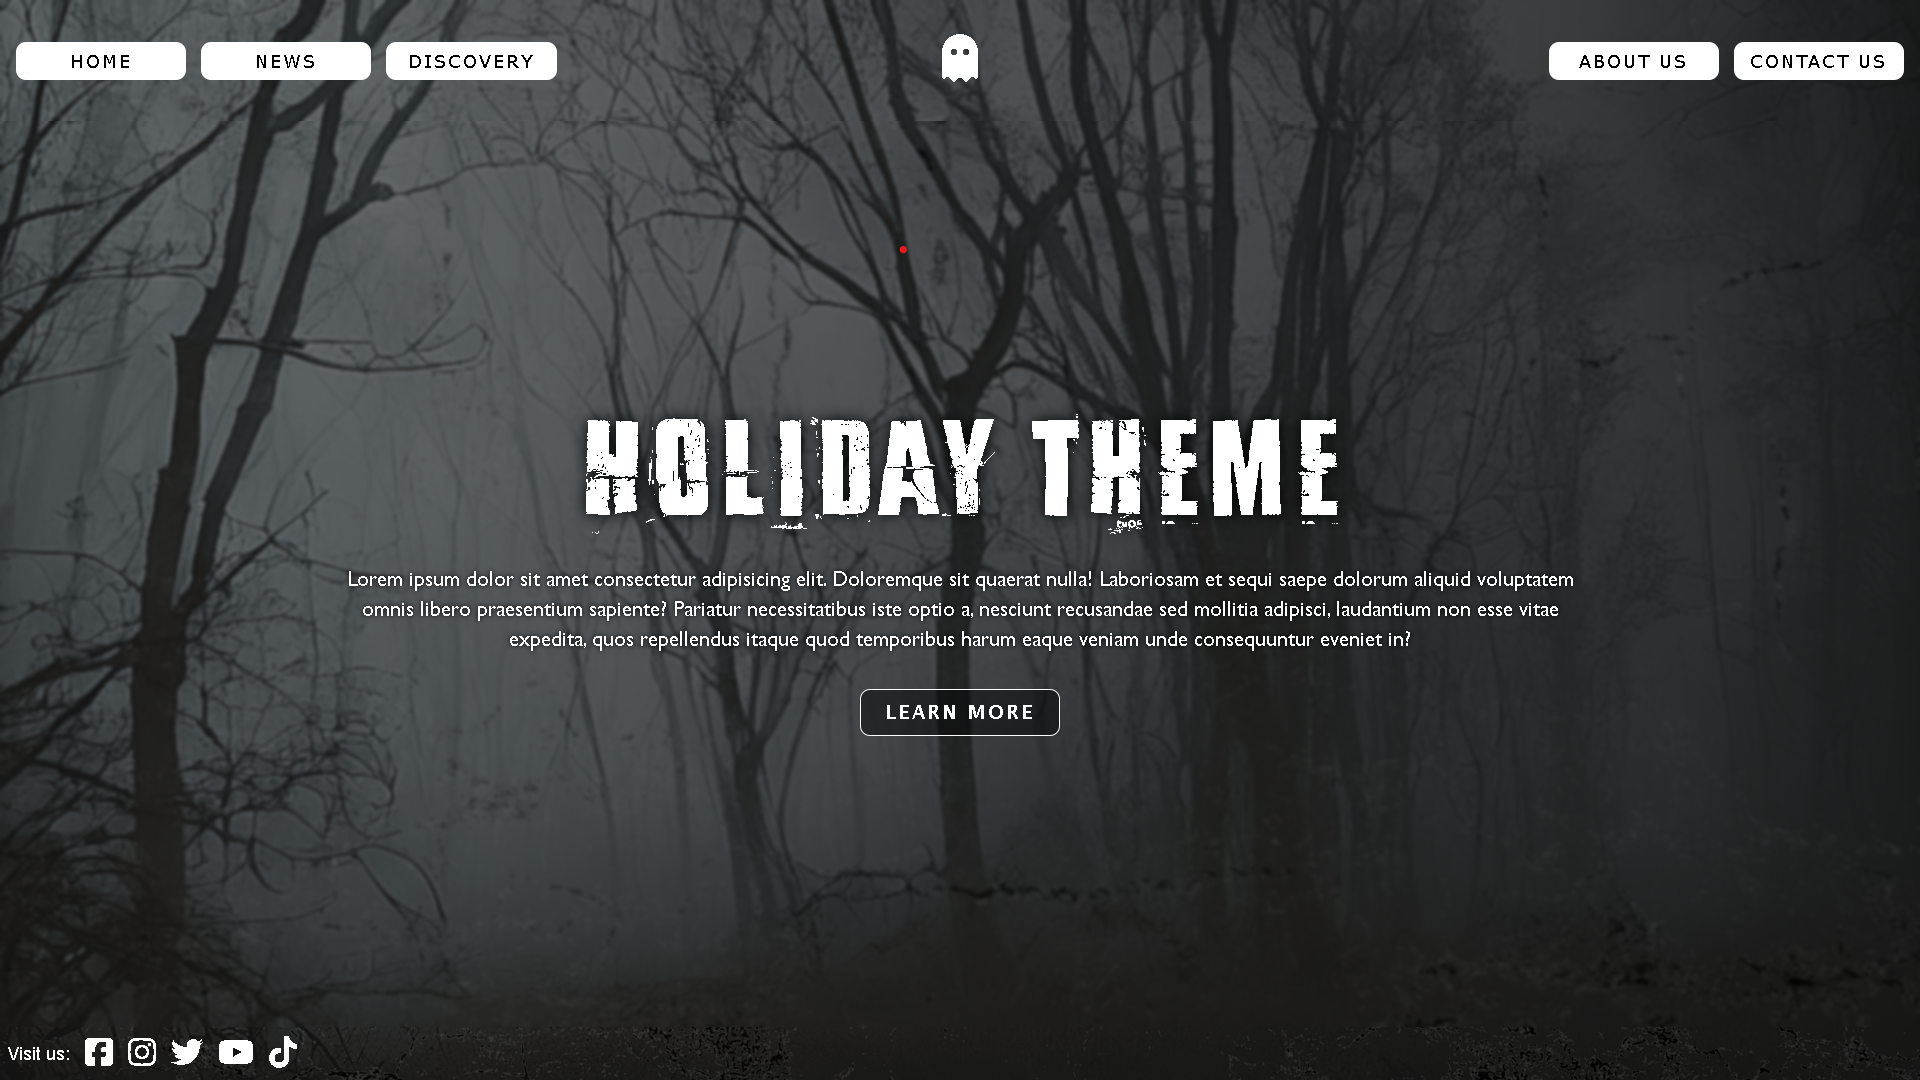 HOME
NEWS
DISCOVERY
ABOUT US
CONTACT US
HOLIDAY THEME
Lorem ipsum dolor sit amet consectetur adipisicing elit. Doloremque sit quaerat nulla! Laboriosam et sequi saepe dolorum aliquid voluptatem
omnis libero praesentium sapiente? Pariatur necessitatibus iste optio a, nesciunt recusandae sed mollitia adipisci, laudantium non esse vitae
expedita, quos repellendus itaque quod temporibus harum eaque veniam unde consequuntur eveniet in?
LEARN MORE
Visit us: